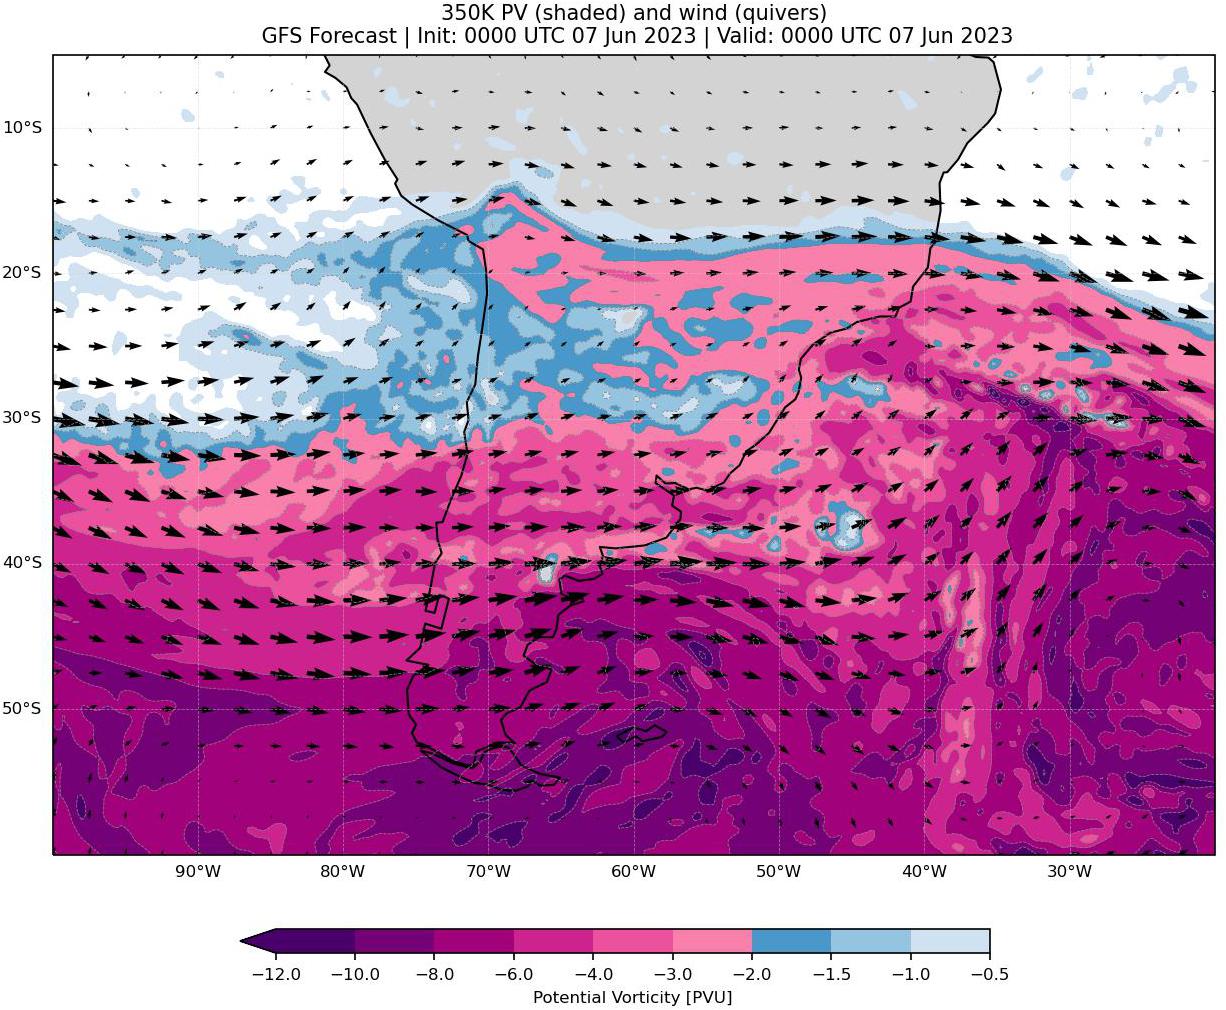 350K PV (shaded) and wind (quivers)
GFS Forecast | Init: 0000 UTC 07 Jun 2023 | Valid: 0000 UTC 07 Jun 2023
10°S
20°S
30°S
40°S
50°S
90°W 80°W 70°W 60°W 50°W 40°W 30°W
−12.0 −10.0 −8.0 −6.0 −4.0 −3.0 −2.0 −1.5 −1.0 −0.5
Potential Vorticity [PVU]